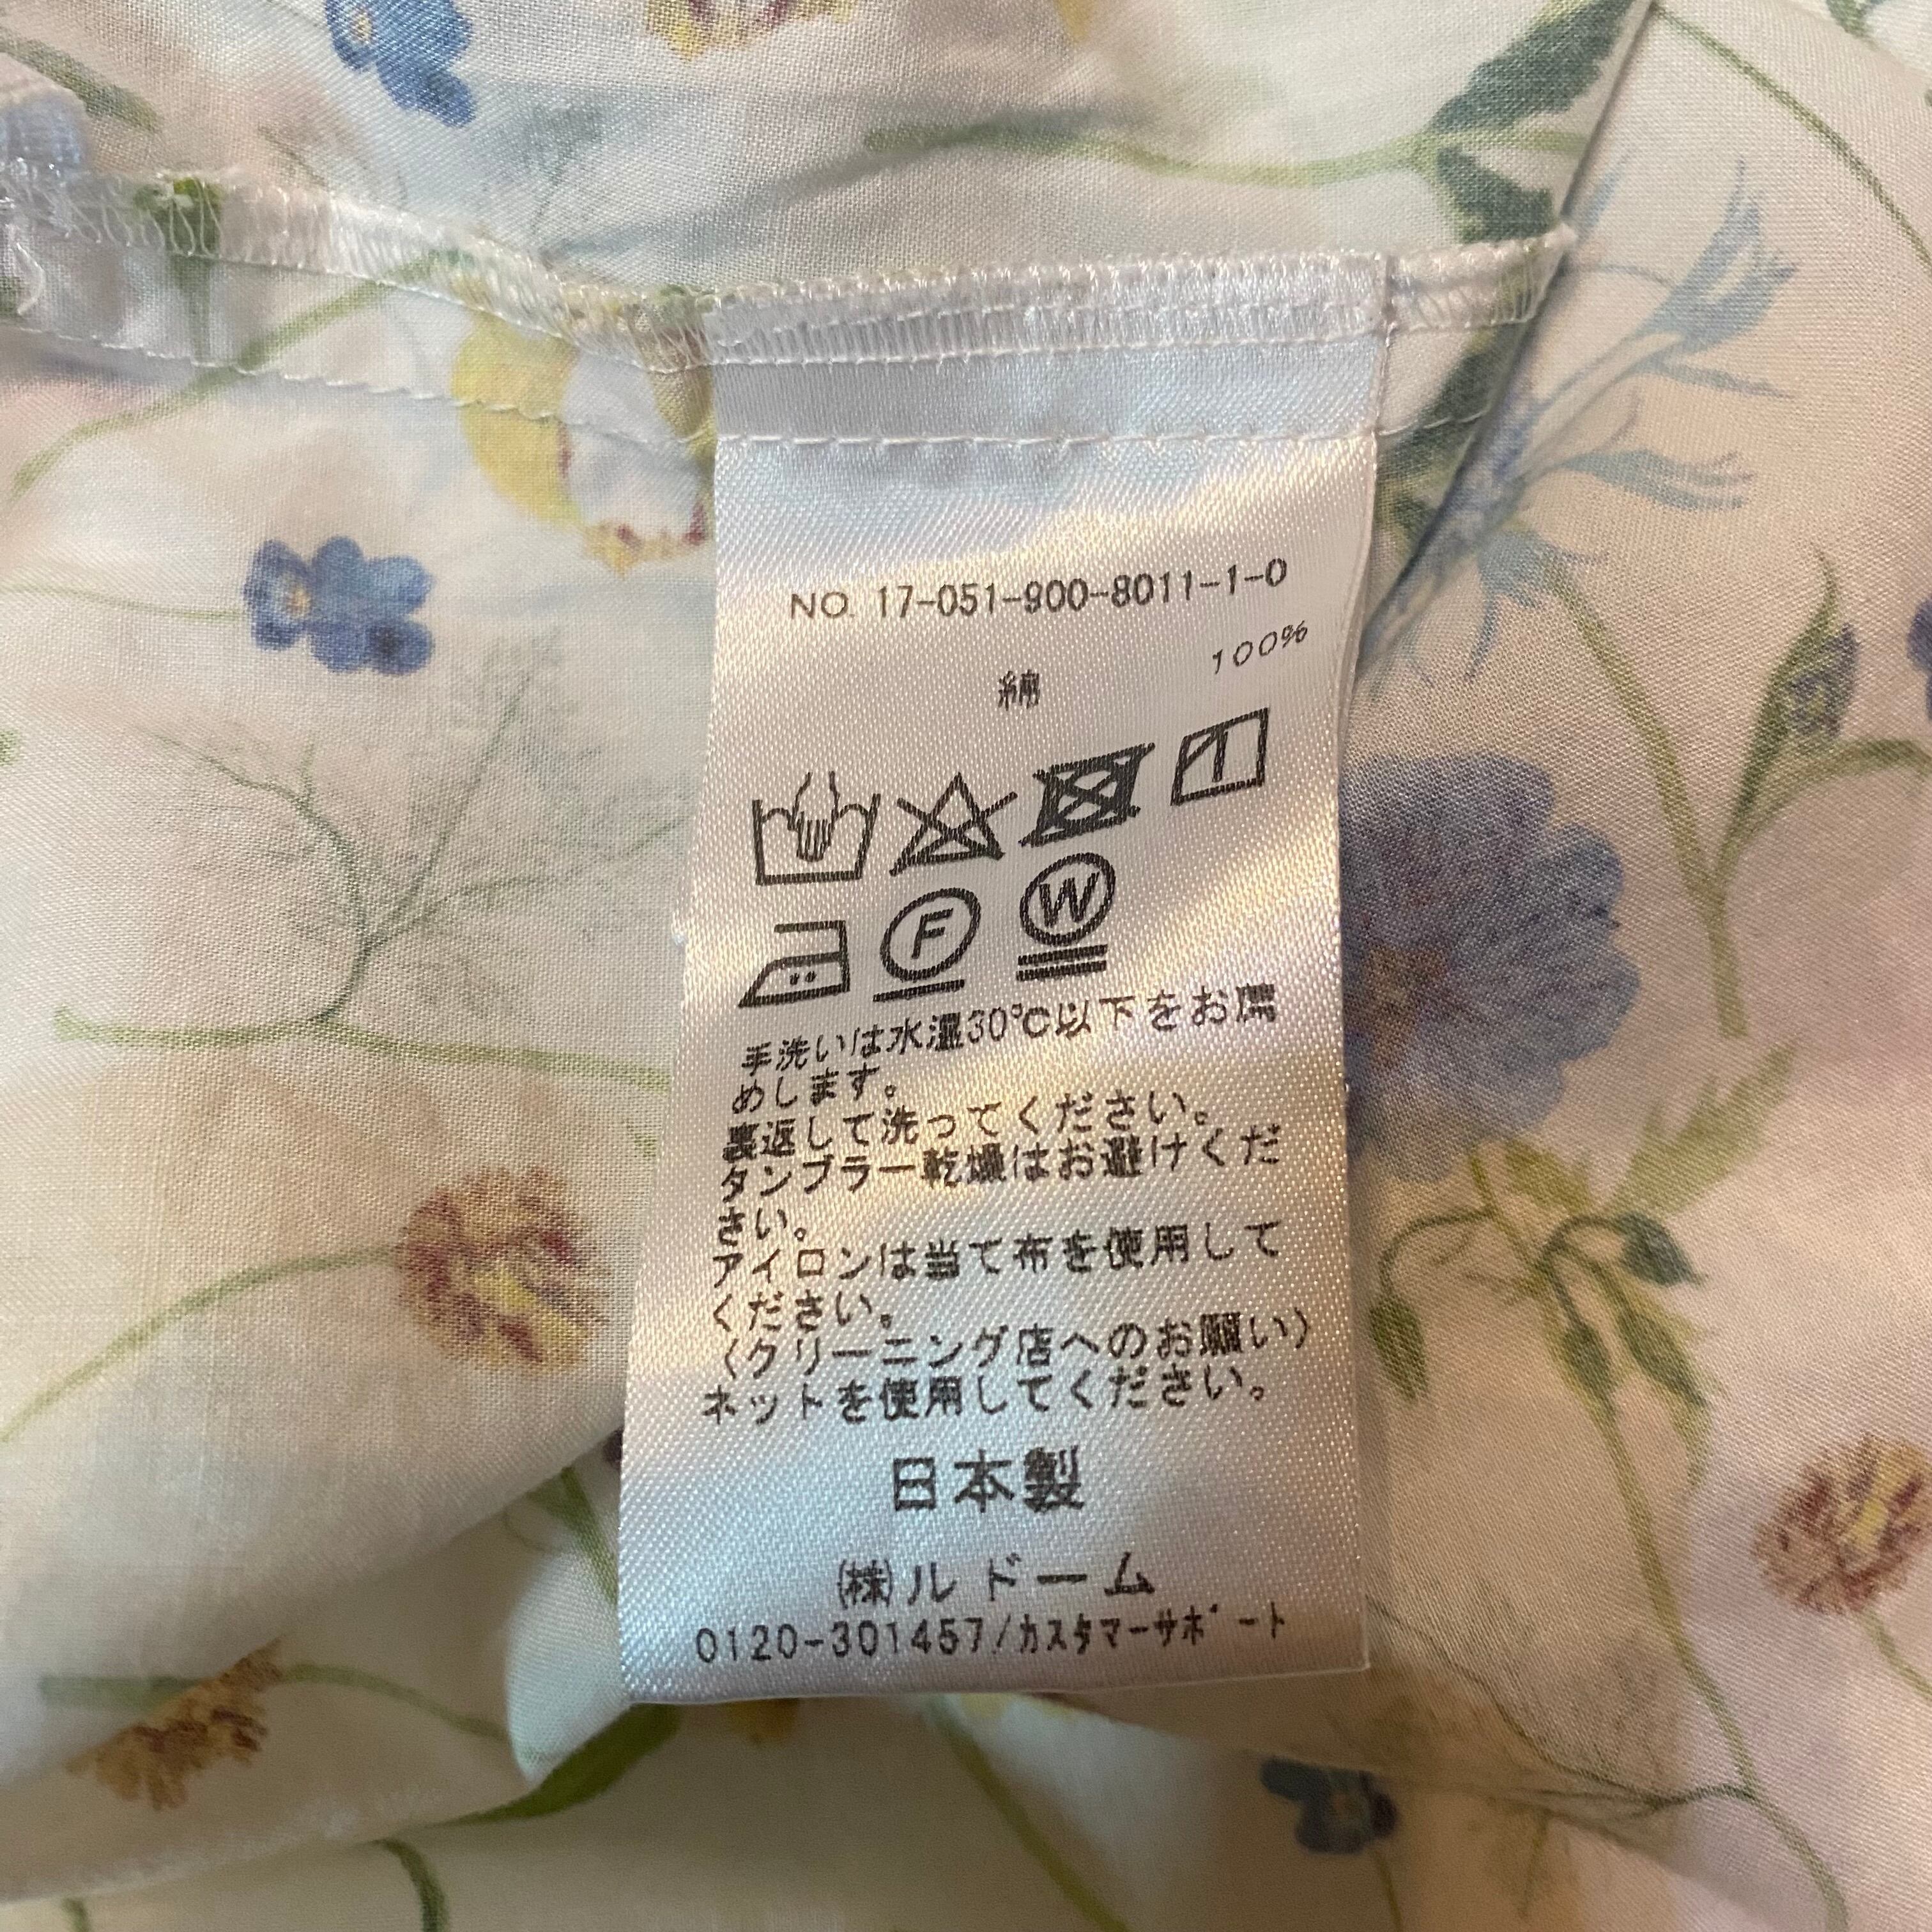 NO. 17-051-900-8011-1-0
100%
綿
F
W
手洗いは水温30℃以下をお薦
めします。
裏返して洗ってください。
タンブラー乾燥はお避けくだ
さい。
アイロンは当て布を使用して
ください。
〈クリーニング店へのお願い〉
ネットを使用してください。
日本製
㈱ルドーム
0120-301457/ｶｽﾀﾏｰｻﾎﾟｰﾄ